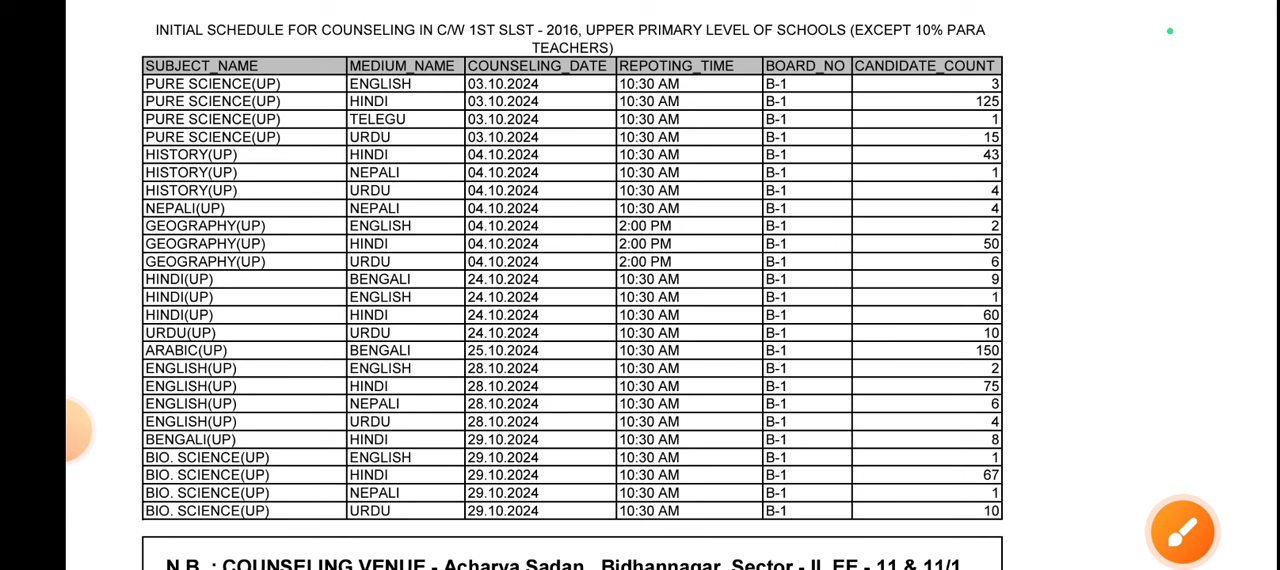 INITIAL SCHEDULE FOR COUNSELING IN C/W 1ST SLST - 2016, UPPER PRIMARY LEVEL OF SCHOOLS (EXCEPT 10% PARA
TEACHERS)
SUBJECT_NAME MEDIUM_NAME COUNSELING_DATE REPOTING_TIME BOARD_NO CANDIDATE_COUNT
PURE SCIENCE(UP) ENGLISH 03.10.2024 10:30 AM B-1 3
PURE SCIENCE(UP) HINDI 03.10.2024 10:30 AM B-1 125
PURE SCIENCE(UP) TELEGU 03.10.2024 10:30 AM B-1 1
PURE SCIENCE(UP) URDU 03.10.2024 10:30 AM B-1 15
HISTORY(UP) HINDI 04.10.2024 10:30 AM B-1 43
HISTORY(UP) NEPALI 04.10.2024 10:30 AM B-1 1
HISTORY(UP) URDU 04.10.2024 10:30 AM B-1 4
NEPALI(UP) NEPALI 04.10.2024 10:30 AM B-1 4
GEOGRAPHY(UP) ENGLISH 04.10.2024 2:00 PM B-1 2
GEOGRAPHY(UP) HINDI 04.10.2024 2:00 PM B-1 50
GEOGRAPHY(UP) URDU 04.10.2024 2:00 PM B-1 6
HINDI(UP) BENGALI 24.10.2024 10:30 AM B-1 9
HINDI(UP) ENGLISH 24.10.2024 10:30 AM B-1 1
HINDI(UP) HINDI 24.10.2024 10:30 AM B-1 60
URDU(UP) URDU 24.10.2024 10:30 AM B-1 10
ARABIC(UP) BENGALI 25.10.2024 10:30 AM B-1 150
ENGLISH(UP) ENGLISH 28.10.2024 10:30 AM B-1 2
ENGLISH(UP) HINDI 28.10.2024 10:30 AM B-1 75
ENGLISH(UP) NEPALI 28.10.2024 10:30 AM B-1 6
ENGLISH(UP) URDU 28.10.2024 10:30 AM B-1 4
BENGALI(UP) HINDI 29.10.2024 10:30 AM B-1 8
BIO. SCIENCE(UP) ENGLISH 29.10.2024 10:30 AM B-1 1
BIO. SCIENCE(UP) HINDI 29.10.2024 10:30 AM B-1 67
BIO. SCIENCE(UP) NEPALI 29.10.2024 10:30 AM B-1 1
BIO. SCIENCE(UP) URDU 29.10.2024 10:30 AM B-1 10
N.B. : COUNSELING VENUE - Acharya Sadan, Bidhannagar, Sector - II, EE - 11 & 11/1